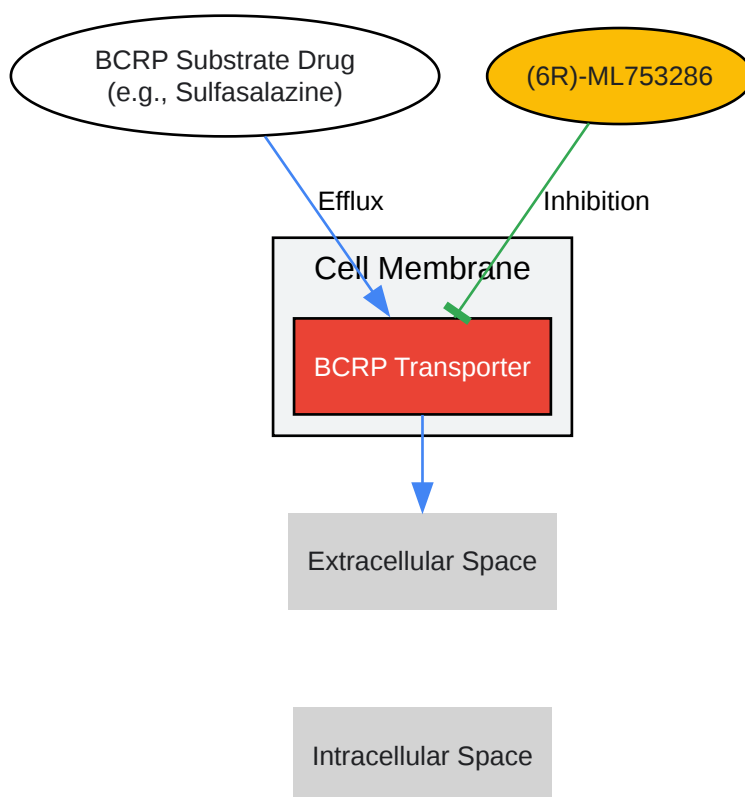 BCRP Substrate Drug
(e.g., Sulfasalazine)
(6R)-ML753286
Efflux
Inhibition
Cell Membrane
BCRP Transporter
Extracellular Space
Intracellular Space